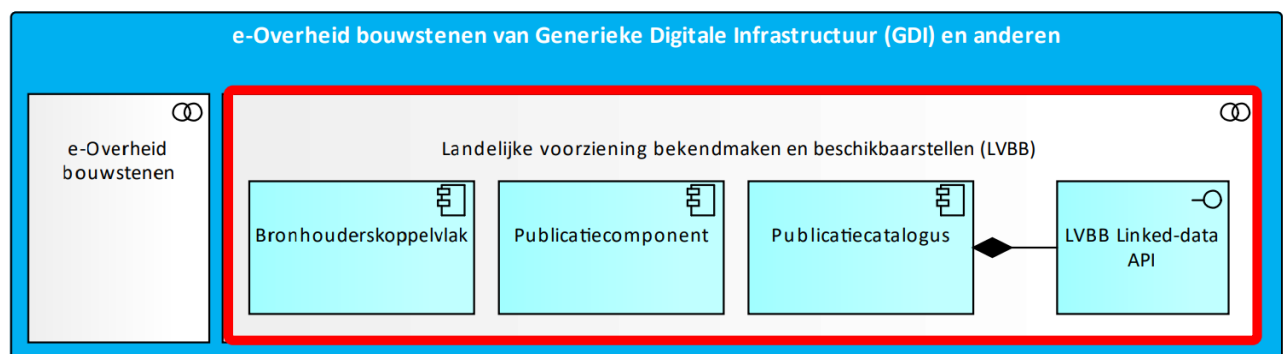 e-Overheid bouwstenen van Generieke Digitale Infrastructuur (GDI) en anderen
e-Overheid
bouwstenen
Landelijke voorziening bekendmaken en beschikbaarstellen (LVBB)
Bronhouderskoppelvlak
Publicatiecomponent
Publicatiecatalogus
LVBB Linked-data
API